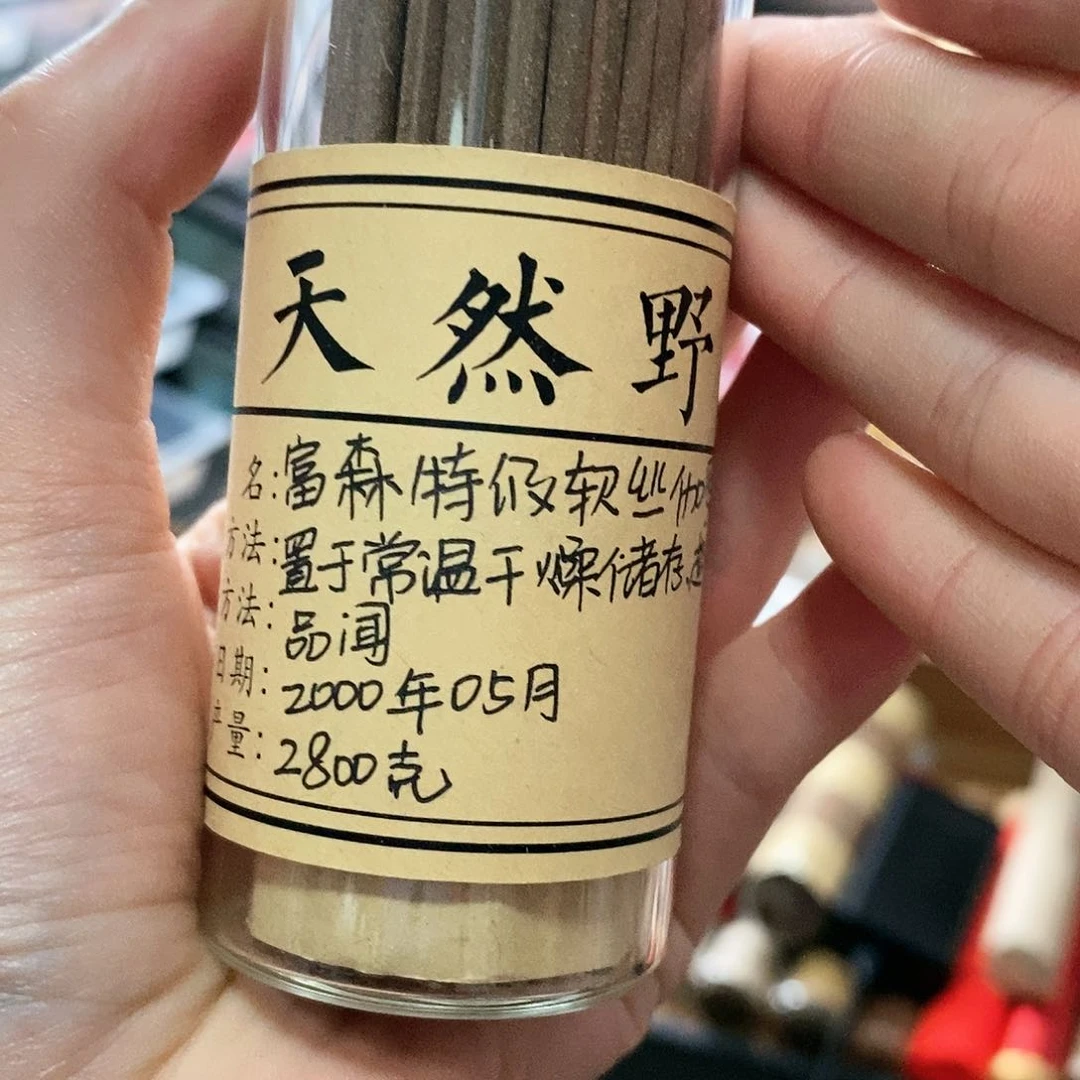 天然野
名:富森特级软丝伽
方法:置于常温干燥储存,
方法:品闻
日期:2000年05月
量:2800克